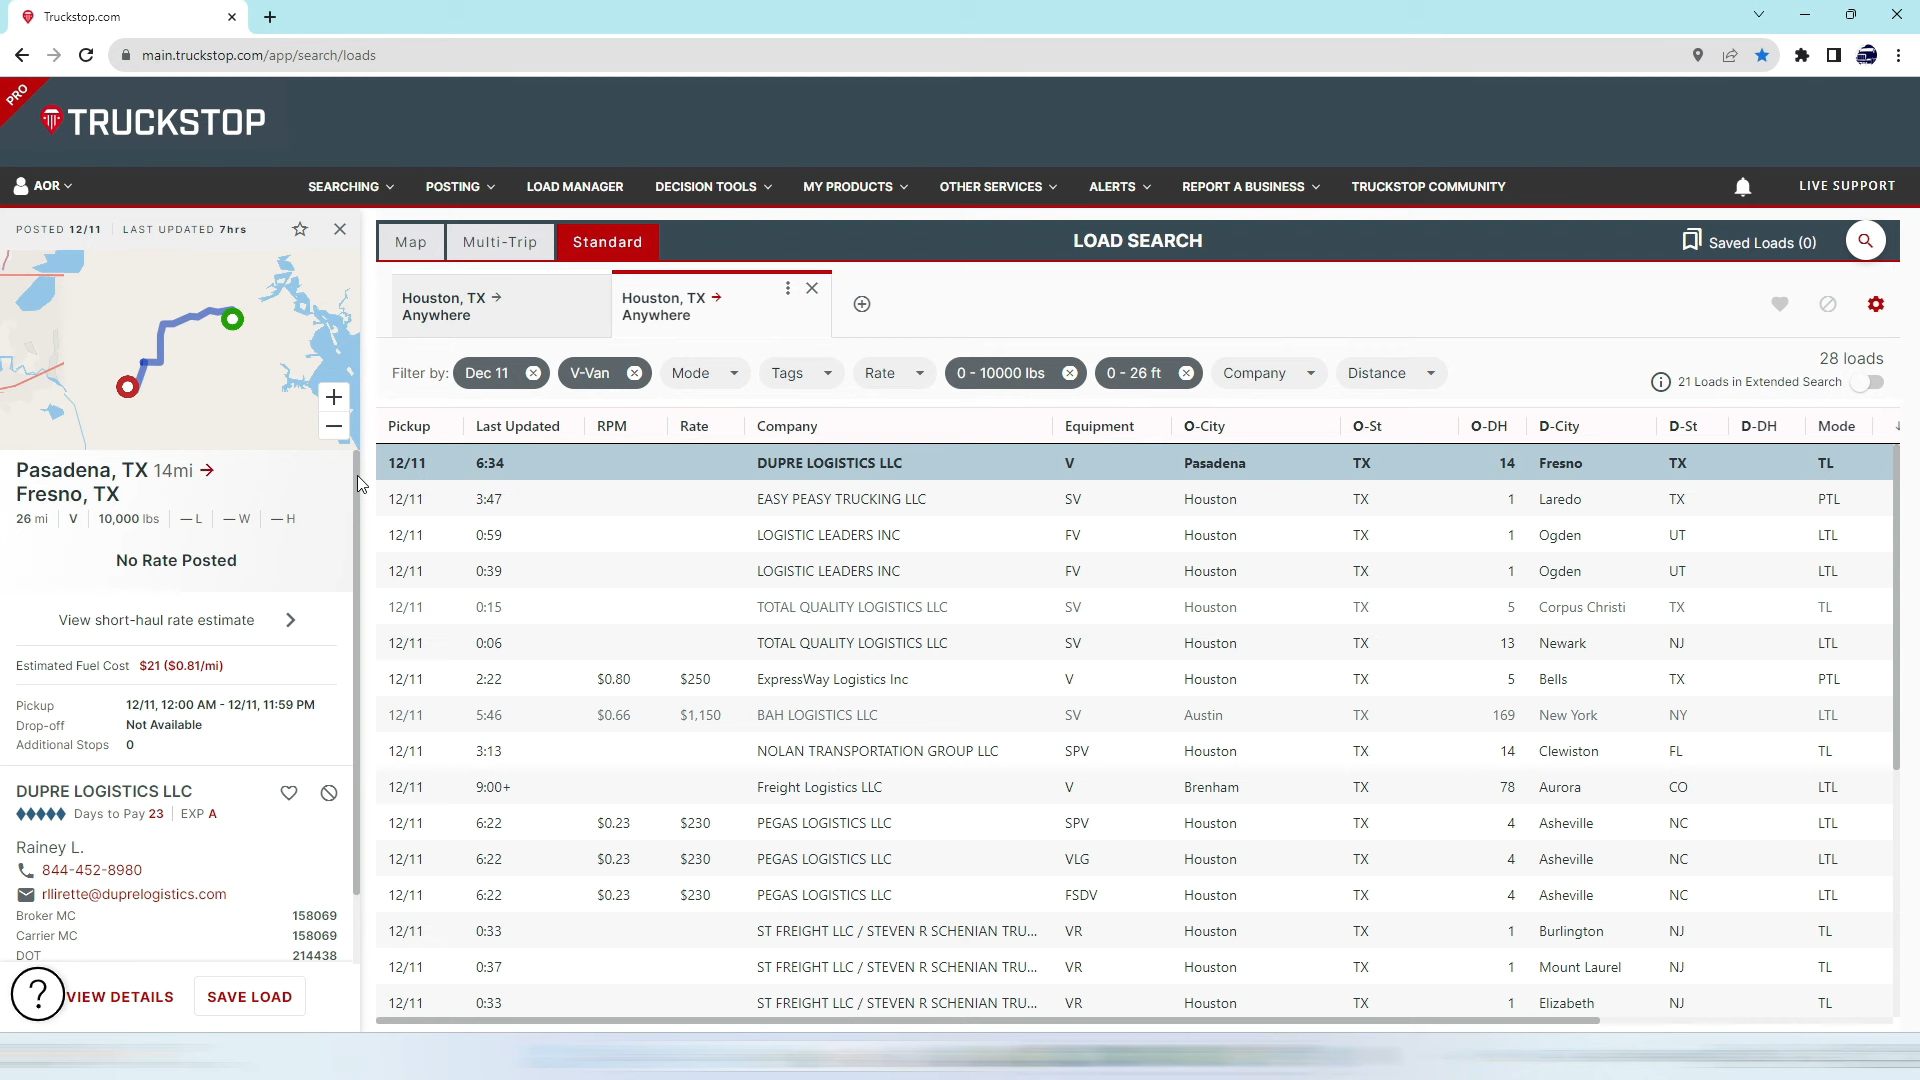 Truckstop.com
main.truckstop.com/app/search/loads
PRO
TRUCKSTOP
AOR
SEARCHING POSTING LOAD MANAGER DECISION TOOLS MY PRODUCTS OTHER SERVICES ALERTS REPORT A BUSINESS TRUCKSTOP COMMUNITY LIVE SUPPORT
POSTED 12/11 LAST UPDATED 7hrs
Pasadena, TX 14mi
Fresno, TX
26 mi V 10,000 lbs — L — W — H
No Rate Posted
View short-haul rate estimate
Estimated Fuel Cost $21 ($0.81/mi)
Pickup 12/11, 12:00 AM - 12/11, 11:59 PM
Drop-off Not Available
Additional Stops 0
DUPRE LOGISTICS LLC
Days to Pay 23 EXP A
Rainey L.
844-452-8980
rllirette@duprelogistics.com
Broker MC 158069
Carrier MC 158069
DOT 214438
? VIEW DETAILS SAVE LOAD
Map Multi-Trip Standard LOAD SEARCH Saved Loads (0)
Houston, TX
Anywhere
Houston, TX
Anywhere
Filter by: Dec 11 V-Van Mode Tags Rate 0 - 10000 lbs 0 - 26 ft Company Distance
28 loads
21 Loads in Extended Search
Pickup Last Updated RPM Rate Company Equipment O-City O-St O-DH D-City D-St D-DH Mode
12/11 6:34 DUPRE LOGISTICS LLC V Pasadena TX 14 Fresno TX TL
12/11 3:47 EASY PEASY TRUCKING LLC SV Houston TX 1 Laredo TX PTL
12/11 0:59 LOGISTIC LEADERS INC FV Houston TX 1 Ogden UT LTL
12/11 0:39 LOGISTIC LEADERS INC FV Houston TX 1 Ogden UT LTL
12/11 0:15 TOTAL QUALITY LOGISTICS LLC SV Houston TX 5 Corpus Christi TX TL
12/11 0:06 TOTAL QUALITY LOGISTICS LLC SV Houston TX 13 Newark NJ LTL
12/11 2:22 $0.80 $250 ExpressWay Logistics Inc V Houston TX 5 Bells TX PTL
12/11 5:46 $0.66 $1,150 BAH LOGISTICS LLC SV Austin TX 169 New York NY LTL
12/11 3:13 NOLAN TRANSPORTATION GROUP LLC SPV Houston TX 14 Clewiston FL TL
12/11 9:00+ Freight Logistics LLC V Brenham TX 78 Aurora CO LTL
12/11 6:22 $0.23 $230 PEGAS LOGISTICS LLC SPV Houston TX 4 Asheville NC LTL
12/11 6:22 $0.23 $230 PEGAS LOGISTICS LLC VLG Houston TX 4 Asheville NC LTL
12/11 6:22 $0.23 $230 PEGAS LOGISTICS LLC FSDV Houston TX 4 Asheville NC LTL
12/11 0:33 ST FREIGHT LLC / STEVEN R SCHENIAN TRU... VR Houston TX 1 Burlington NJ TL
12/11 0:37 ST FREIGHT LLC / STEVEN R SCHENIAN TRU... VR Houston TX 1 Mount Laurel NJ TL
12/11 0:33 ST FREIGHT LLC / STEVEN R SCHENIAN TRU... VR Houston TX 1 Elizabeth NJ TL